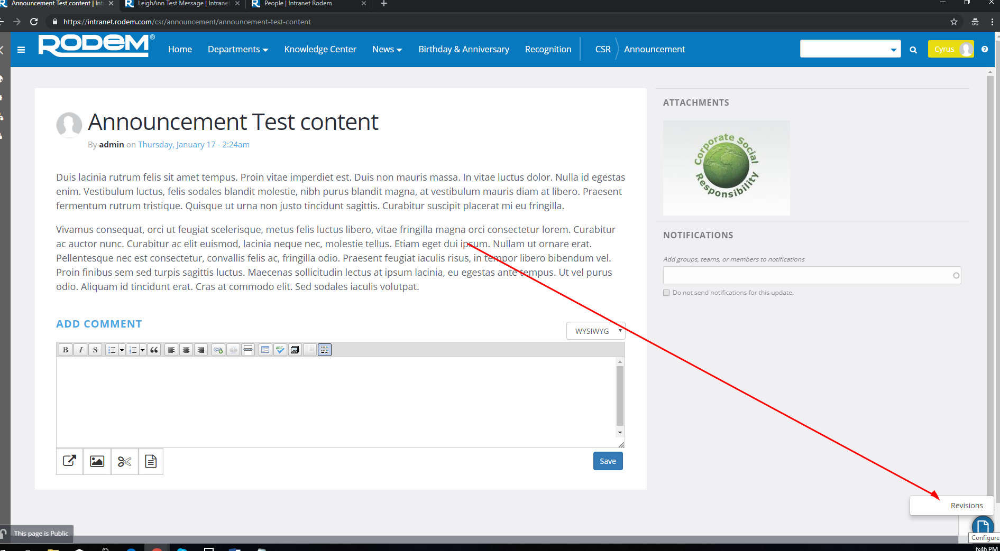 Announcement Test content | Int
LeighAnn Test Message | Intranet
People | Intranet Rodem
https://intranet.rodem.com/csr/announcement/announcement-test-content
RODEM®
Home
Departments
Knowledge Center
News
Birthday & Anniversary
Recognition
CSR
Announcement
Cyrus
Announcement Test content
By admin on Thursday, January 17 - 2:24am
Duis lacinia rutrum felis sit amet tempus. Proin vitae imperdiet est. Duis non mauris massa. In vitae luctus dolor. Nulla id egestas
enim. Vestibulum luctus, felis sodales blandit molestie, nibh purus blandit magna, at vestibulum mauris diam at libero. Praesent
fermentum rutrum tristique. Quisque ut urna non justo tincidunt sagittis. Curabitur suscipit placerat mi eu fringilla.
Vivamus consequat, orci ut feugiat scelerisque, metus felis luctus libero, vitae fringilla magna orci consectetur lorem. Curabitur
ac auctor nunc. Curabitur ac elit euismod, lacinia neque nec, molestie tellus. Etiam eget dui ipsum. Nullam ut ornare erat.
Pellentesque nec est consectetur, convallis felis ac, fringilla odio. Praesent feugiat iaculis risus, in tempor libero bibendum vel.
Proin finibus sem sed turpis sagittis luctus. Maecenas sollicitudin lectus at ipsum lacinia, eu egestas ante tempus. Ut vel purus
odio. Aliquam id tincidunt erat. Cras at commodo elit. Sed sodales iaculis volutpat.
ADD COMMENT
WYSIWYG
B I S
ABC
Save
ATTACHMENTS
Corporate Social
Responsibility
NOTIFICATIONS
Add groups, teams, or members to notifications
Do not send notifications for this update.
Revisions
Configure
This page is Public
6:46 PM